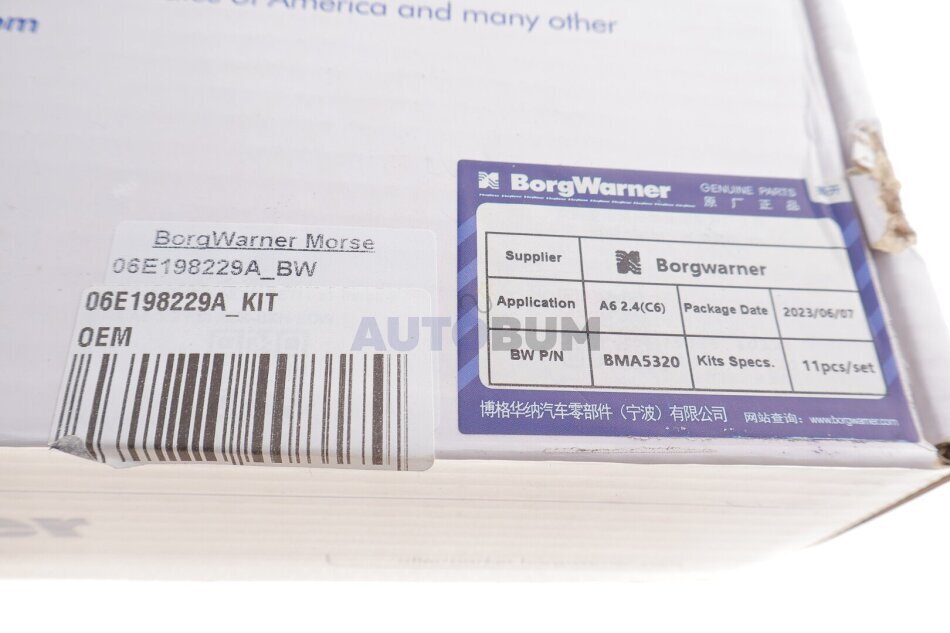 of America and many other
om
BorgWarner
GENUINE PARTS
原 厂 正 品
BorgWarner Morse
06E198229A_BW
06E198229A_KIT
OEM
Supplier Borgwarner
Application A6 2.4(C6) Package Date 2023/06/07
BW P/N BMA5320 Kits Specs. 11pcs/set
AUTOBUM
博格华纳汽车零部件（宁波）有限公司 网站查询：www.borgwarner.com
er